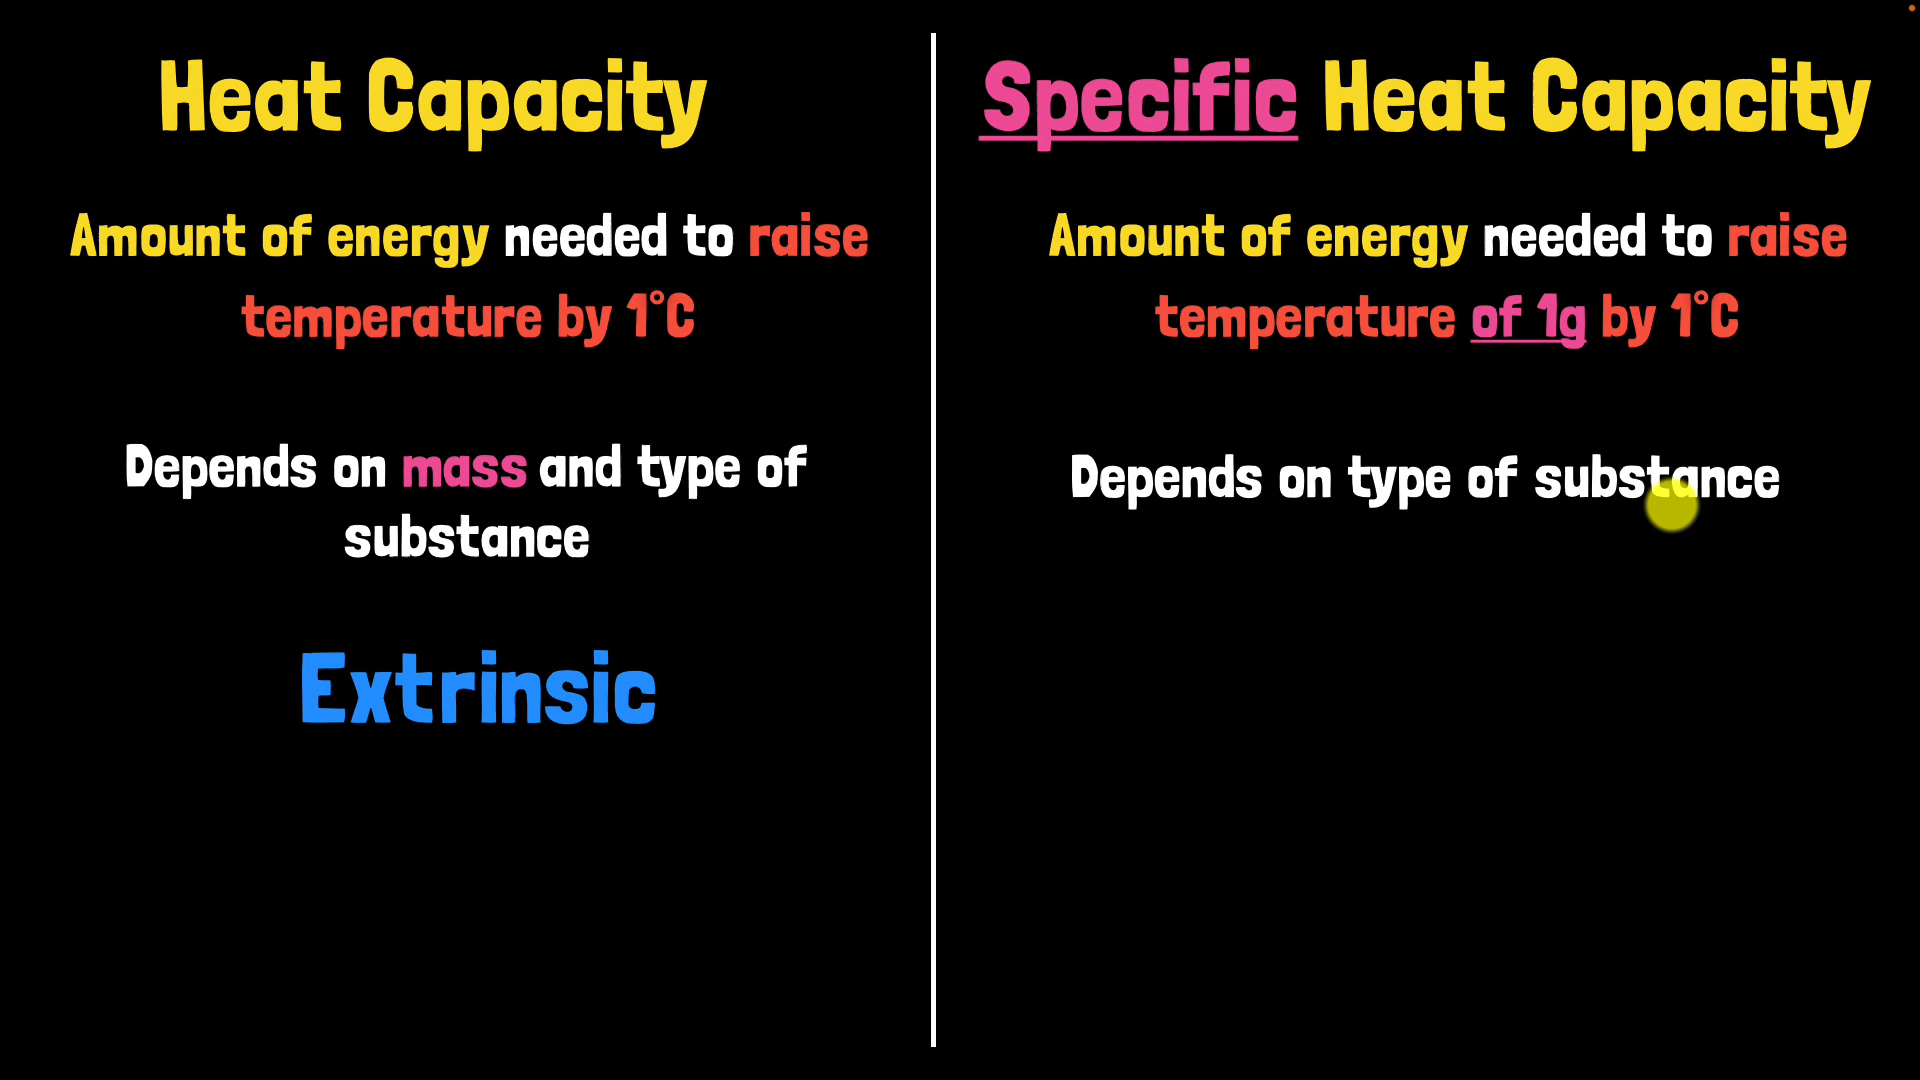 Heat Capacity
Amount of energy needed to raise
temperature by 1°C
Depends on mass and type of
substance
Extrinsic
Specific Heat Capacity
Amount of energy needed to raise
temperature of 1g by 1°C
Depends on type of substance